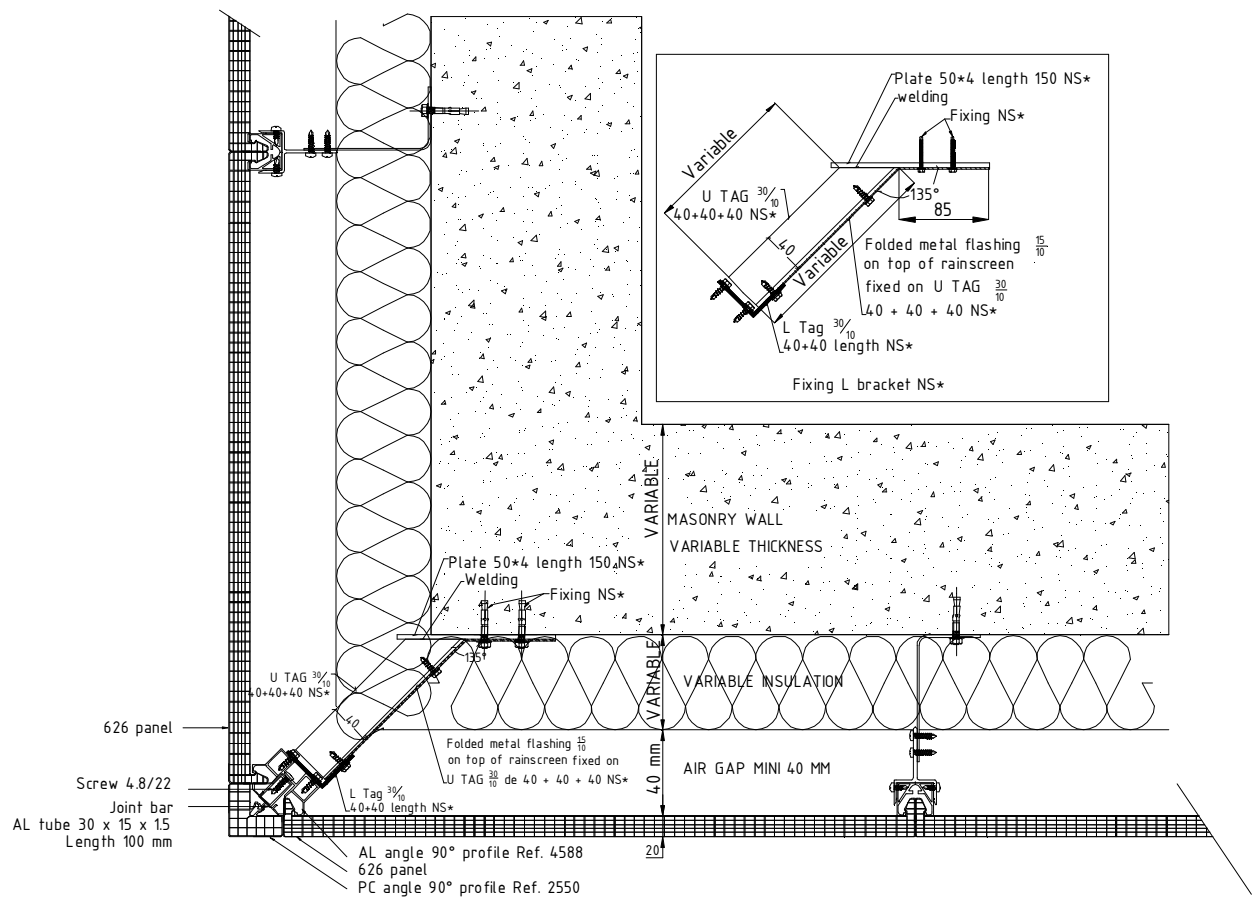 Plate 50*4 length 150 NS*
welding
Fixing NS*
Variable
U TAG 30/10
40+40+40 NS*
135°
85
40
Variable
Folded metal flashing 15/10
on top of rainscreen
fixed on U TAG 30/10
40 + 40 + 40 NS*
L Tag 30/10
40+40 length NS*
Fixing L bracket NS*
VARIABLE
MASONRY WALL
VARIABLE THICKNESS
Plate 50*4 length 150 NS*
Welding
Fixing NS*
135°
U TAG 30/10
40+40+40 NS*
VARIABLE
VARIABLE INSULATION
40
626 panel
Folded metal flashing 15/10
on top of rainscreen fixed on
U TAG 30/10 de 40 + 40 + 40 NS*
40 mm
AIR GAP MINI 40 MM
Screw 4.8/22
L Tag 30/10
40+40 length NS*
Joint bar
AL tube 30 x 15 x 1.5
Length 100 mm
20
AL angle 90° profile Ref. 4588
626 panel
PC angle 90° profile Ref. 2550